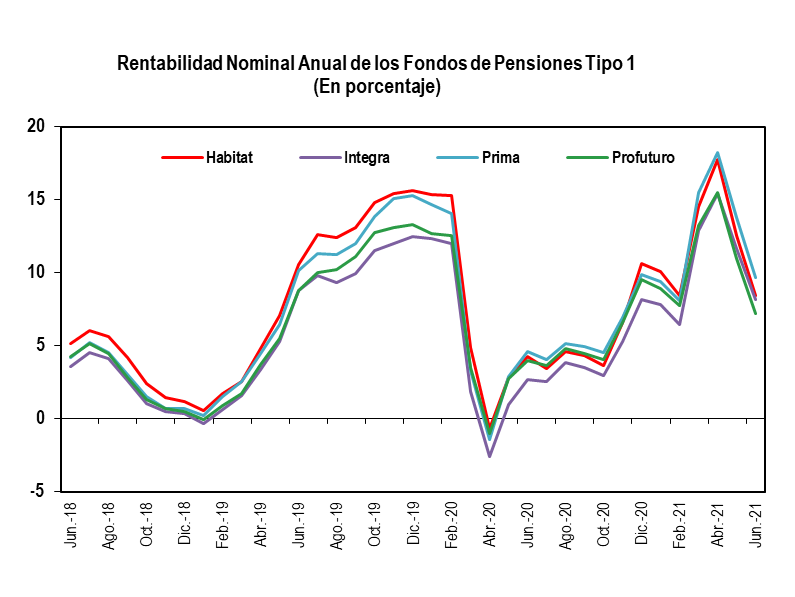 Rentabilidad Nominal Anual de los Fondos de Pensiones Tipo 1
(En porcentaje)
20
15
10
5
0
-5
Habitat
Integra
Prima
Profuturo
Jun.-18
Ago.-18
Oct.-18
Dic.-18
Feb.-19
Abr.-19
Jun.-19
Ago.-19
Oct.-19
Dic.-19
Feb.-20
Abr.-20
Jun.-20
Ago.-20
Oct.-20
Dic.-20
Feb.-21
Abr.-21
Jun.-21